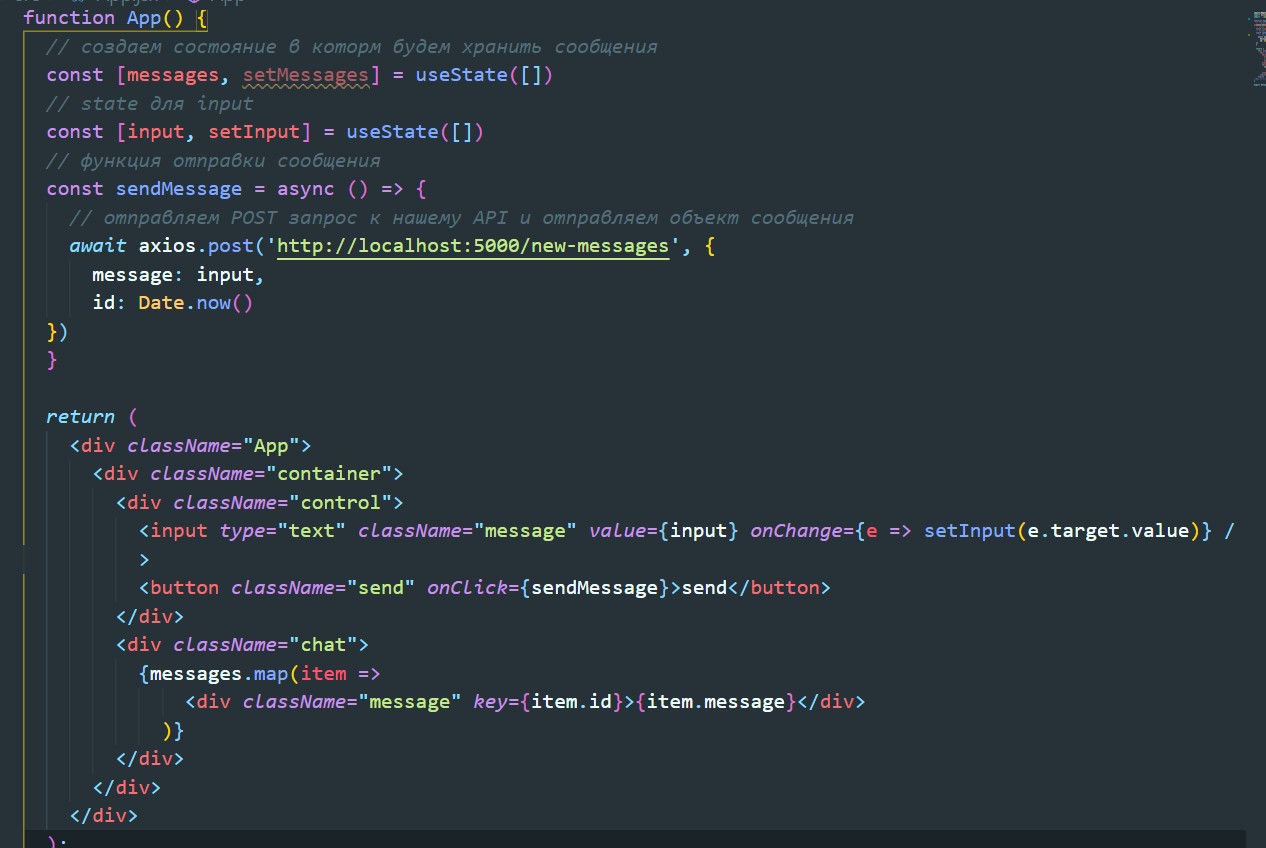 function App() {
// создаем состояние в которм будем хранить сообщения
const [messages, setMessages] = useState([])
// state для input
const [input, setInput] = useState([])
// функция отправки сообщения
const sendMessage = async () => {
// отправляем POST запрос к нашему API и отправляем объект сообщения
await axios.post('http://localhost:5000/new-messages', {
message: input,
id: Date.now()
})
}
return (
<div className="App">
<div className="container">
<div className="control">
<input type="text" className="message" value={input} onChange={e => setInput(e.target.value)} /
>
<button className="send" onClick={sendMessage}>send</button>
</div>
<div className="chat">
{messages.map(item =>
<div className="message" key={item.id}>{item.message}</div>
)}
</div>
</div>
</div>
);